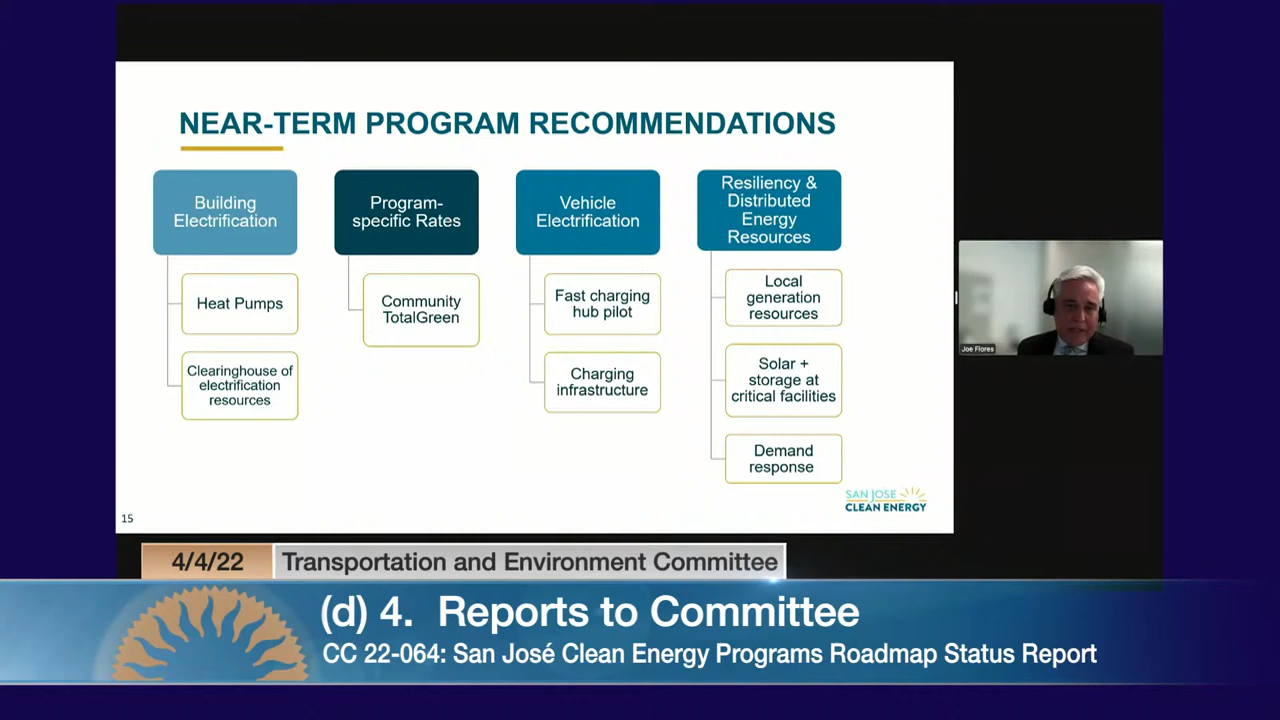 NEAR-TERM PROGRAM RECOMMENDATIONS
Building
Electrification
Heat Pumps
Clearinghouse of
electrification
resources
Program-
specific Rates
Community
TotalGreen
Vehicle
Electrification
Fast charging
hub pilot
Charging
infrastructure
Resiliency &
Distributed
Energy
Resources
Local
generation
resources
Solar +
storage at
critical facilities
Demand
response
15
SAN JOSE
CLEAN ENERGY
Joe Flores
4/4/22
Transportation and Environment Committee
(d) 4. Reports to Committee
CC 22-064: San José Clean Energy Programs Roadmap Status Report